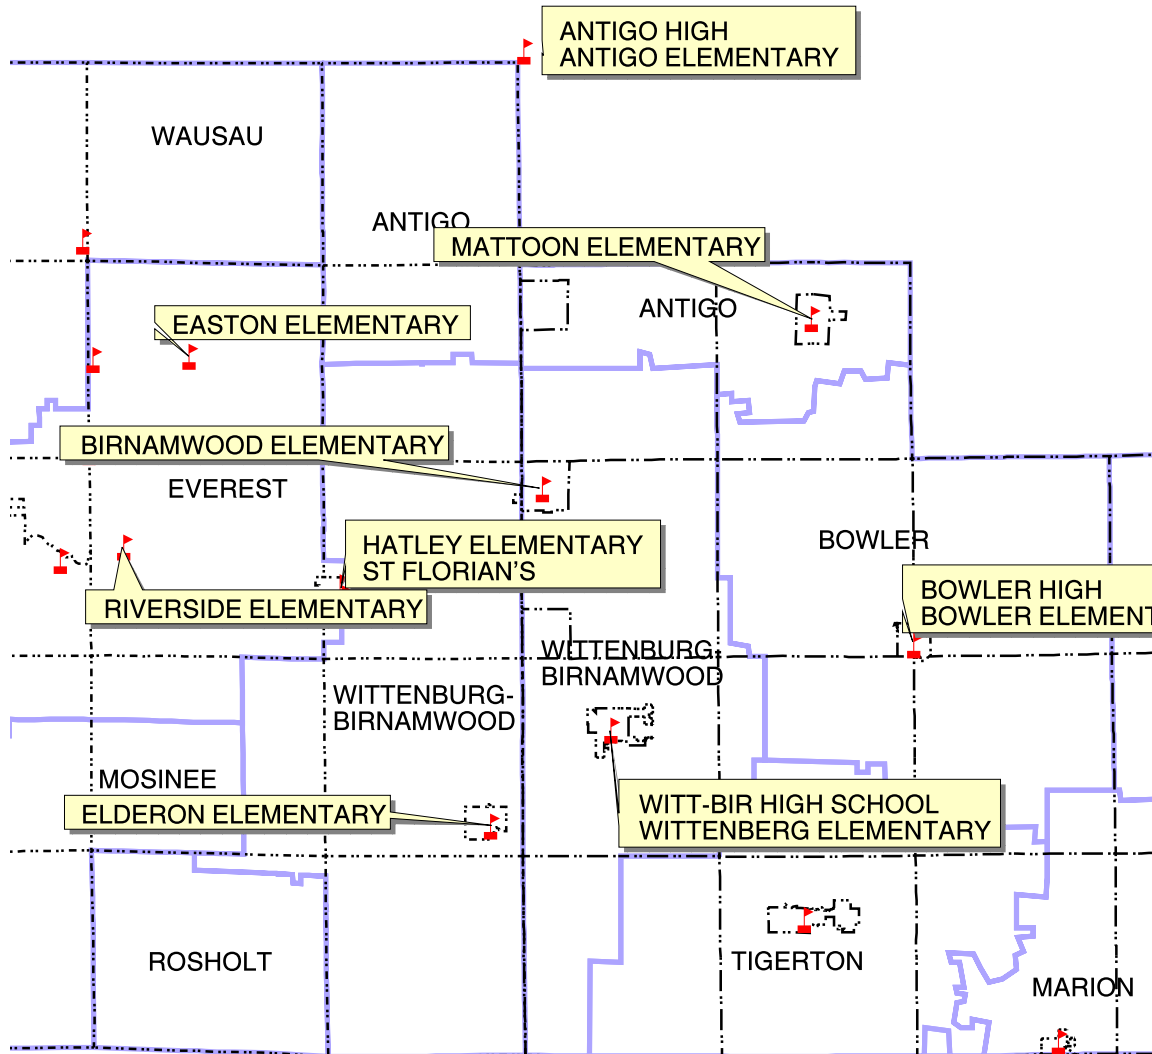 ANTIGO HIGH
ANTIGO ELEMENTARY
WAUSAU
ANTIGO
MATTOON ELEMENTARY
ANTIGO
EASTON ELEMENTARY
BIRNAMWOOD ELEMENTARY
EVEREST
HATLEY ELEMENTARY
ST FLORIAN'S
BOWLER
BOWLER HIGH
BOWLER ELEMENT
RIVERSIDE ELEMENTARY
WITTENBURG
BIRNAMWOOD
WITTENBURG-
BIRNAMWOOD
MOSINEE
ELDERON ELEMENTARY
WITT-BIR HIGH SCHOOL
WITTENBERG ELEMENTARY
ROSHOLT
TIGERTON
MARION